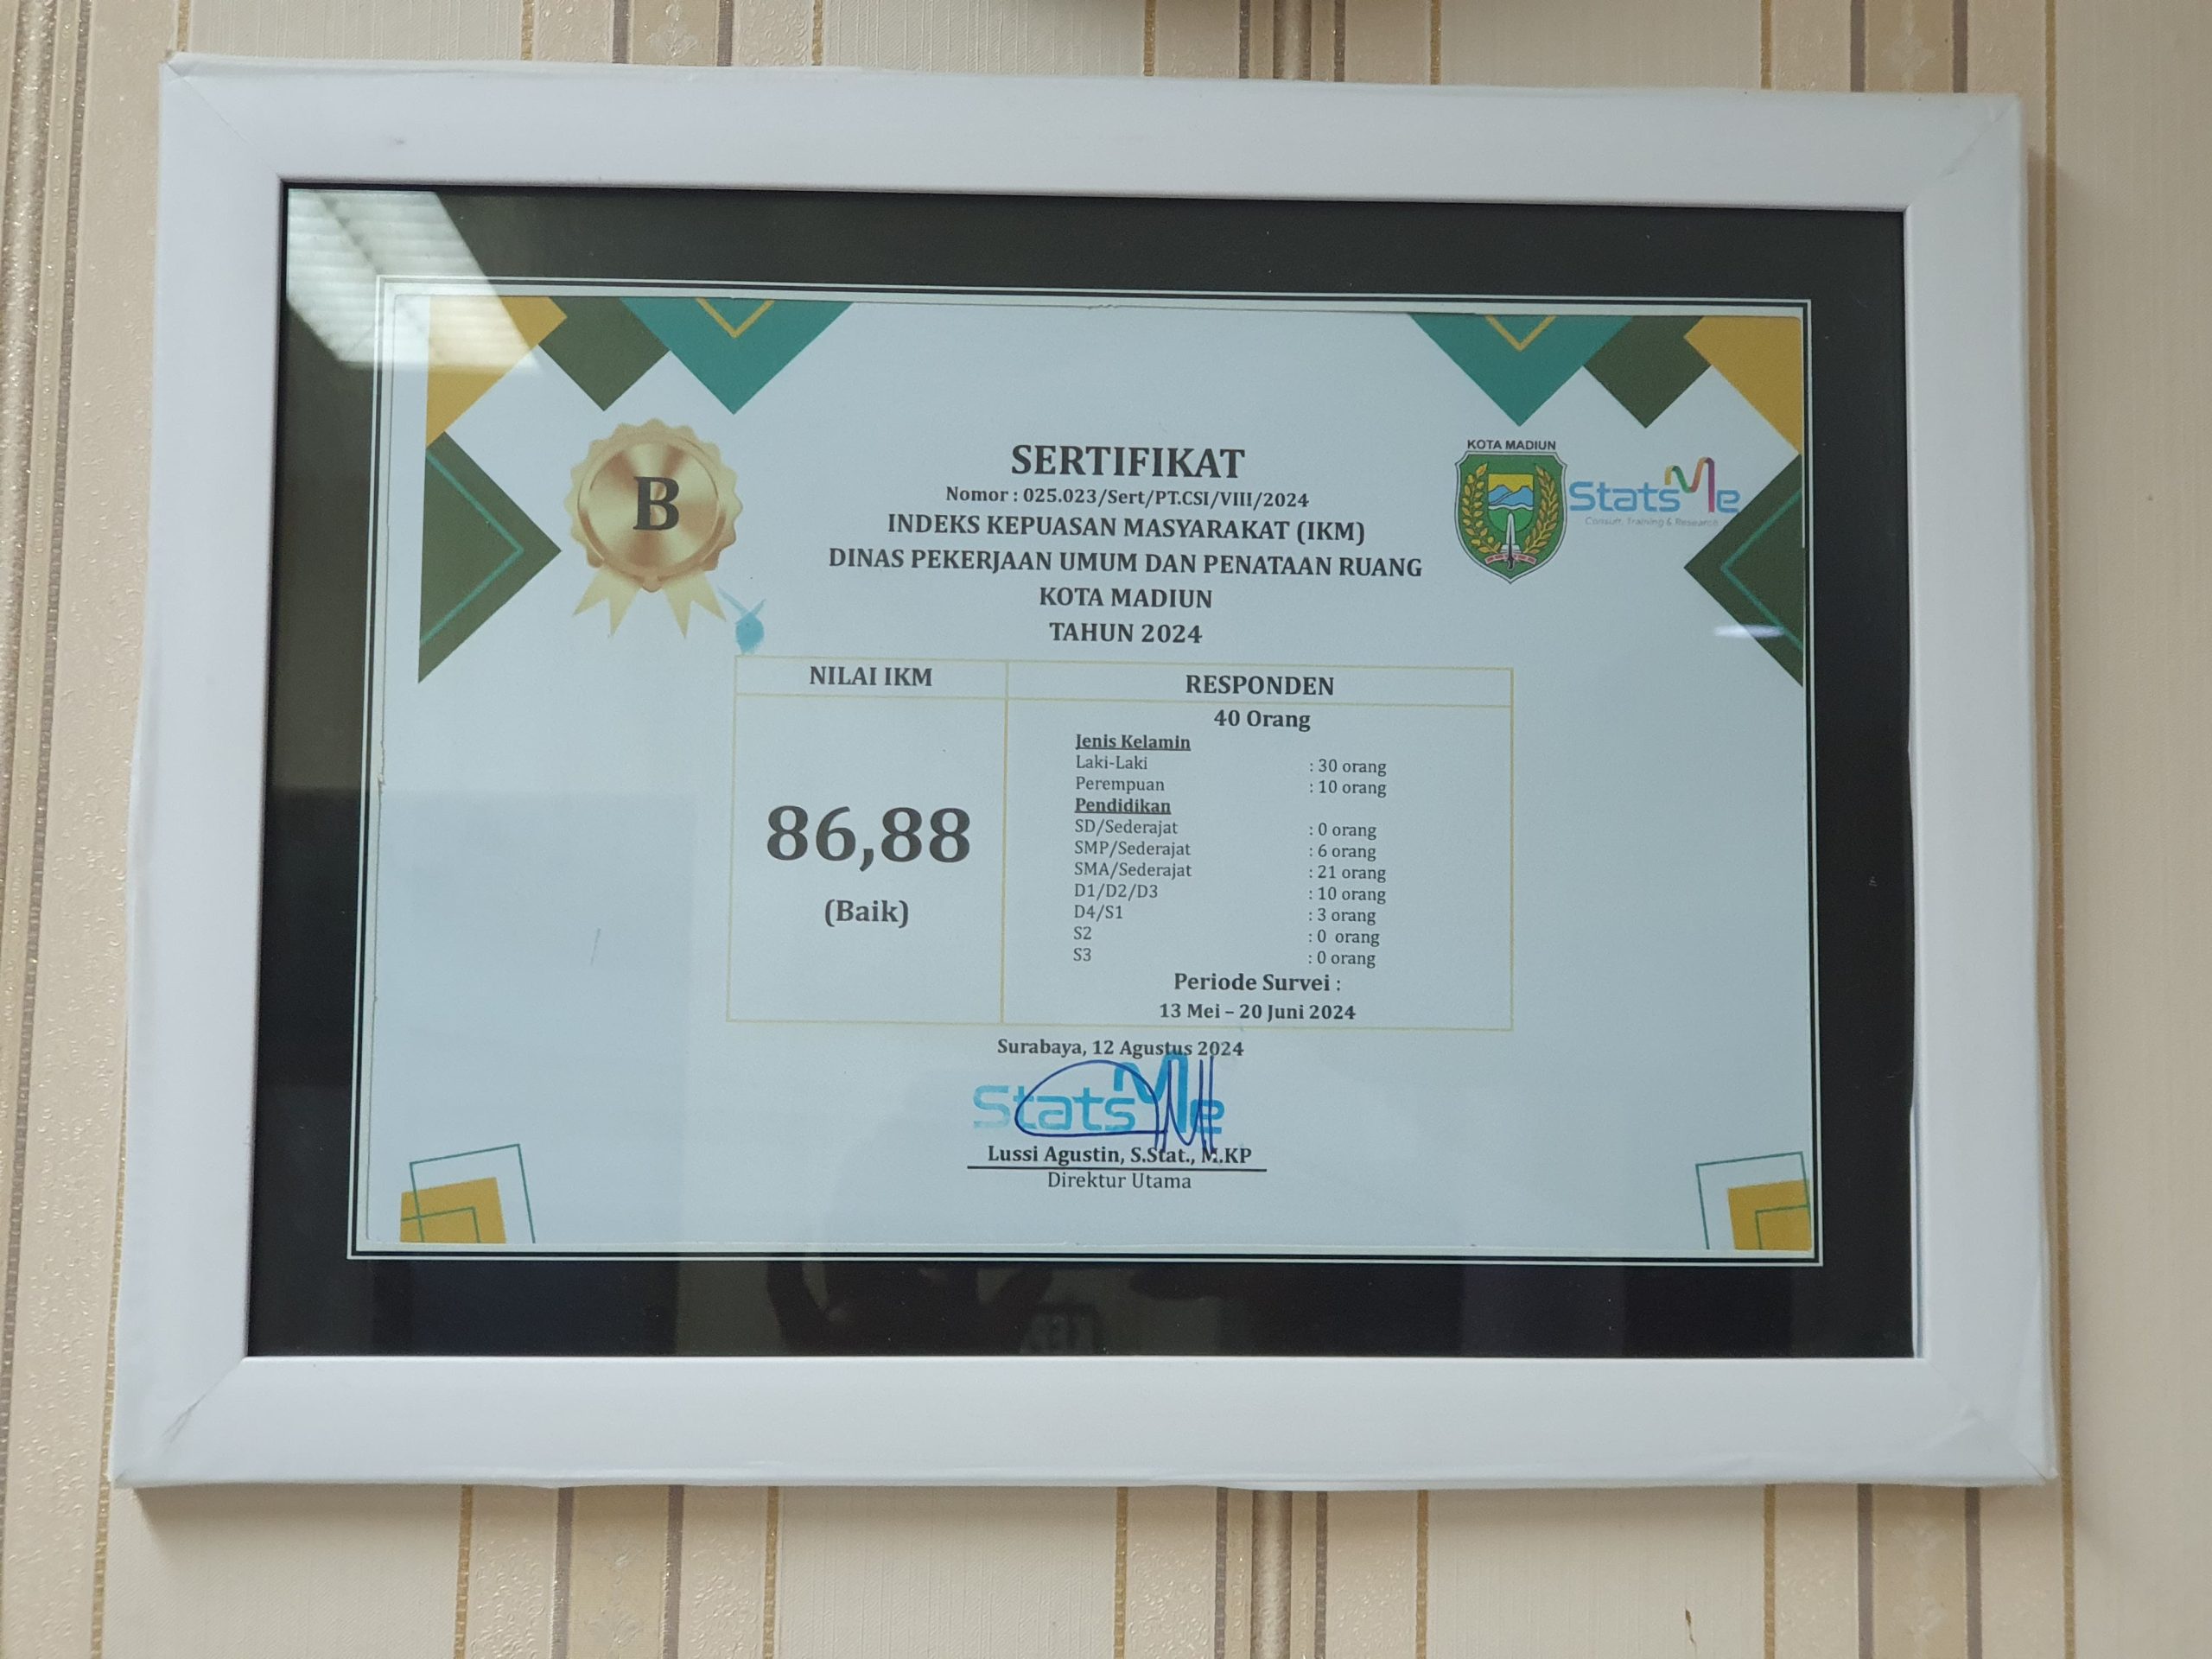 B
SERTIFIKAT
Nomor : 025.023/Sert/PT.CSI/VIII/2024
INDEKS KEPUASAN MASYARAKAT (IKM)
DINAS PEKERJAAN UMUM DAN PENATAAN RUANG
KOTA MADIUN
TAHUN 2024
KOTA MADIUN
StatsMe
Consult, Training & Research
NILAI IKM
86,88
(Baik)
RESPONDEN
40 Orang
Jenis Kelamin
Laki-Laki : 30 orang
Perempuan : 10 orang
Pendidikan
SD/Sederajat : 0 orang
SMP/Sederajat : 6 orang
SMA/Sederajat : 21 orang
D1/D2/D3 : 10 orang
D4/S1 : 3 orang
S2 : 0 orang
S3 : 0 orang
Periode Survei :
13 Mei – 20 Juni 2024
Surabaya, 12 Agustus 2024
StatsMe
Lussi Agustin, S.Stat., M.KP
Direktur Utama